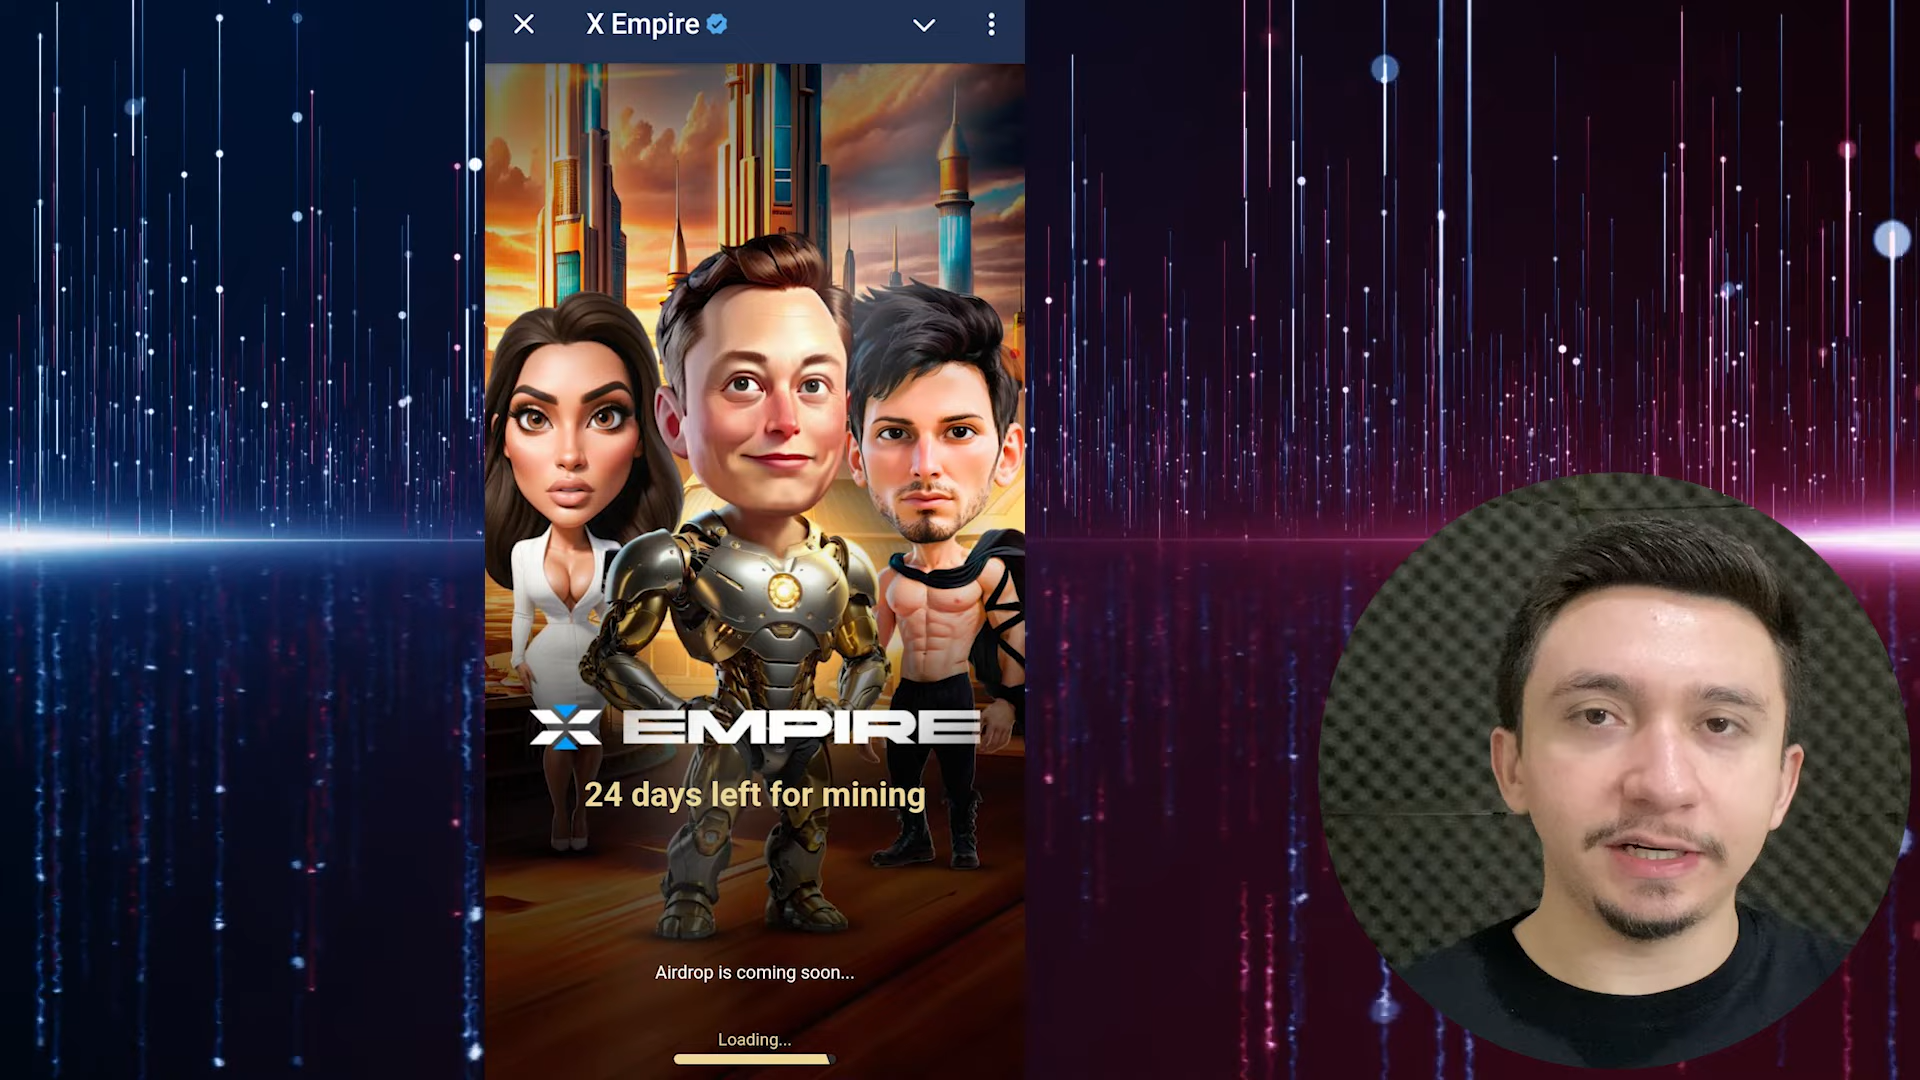 X Empire
X EMPIRE
24 days left for mining
Airdrop is coming soon...
Loading...